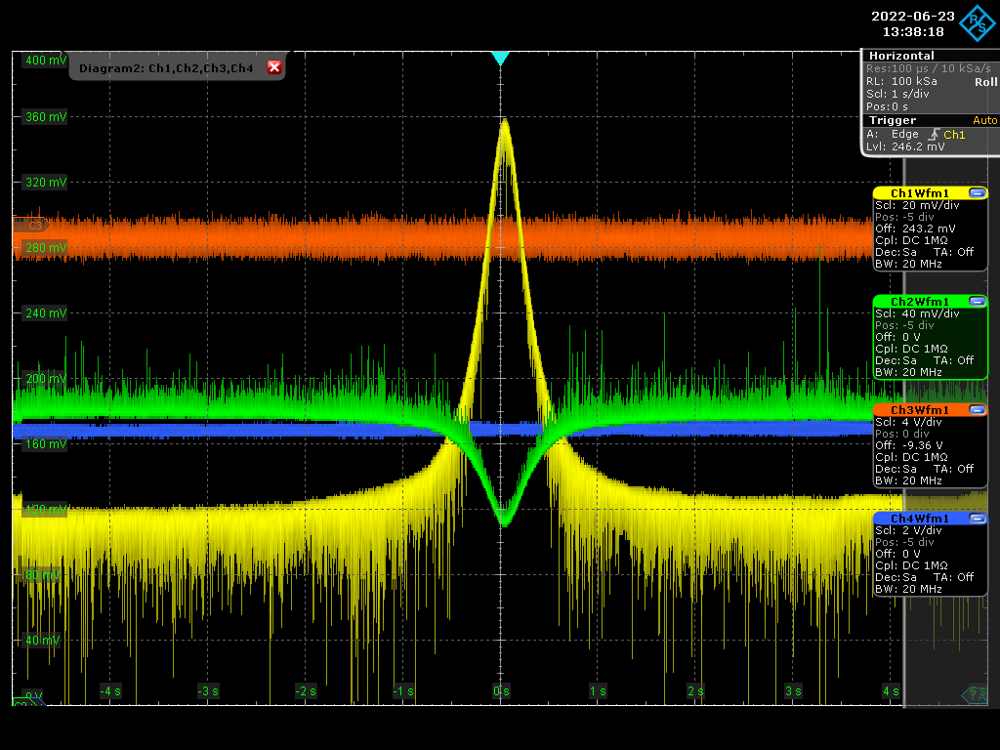 2022-06-23
13:38:18
R/S
Diagram2: Ch1,Ch2,Ch3,Ch4
Horizontal
Res:100 µs / 10 kSa/s
RL: 100 kSa
Roll
Scl: 1 s/div
Pos:0 s
Trigger
Auto
A: Edge Ch1
Lvl: 246.2 mV
Ch1Wfm1
Scl: 20 mV/div
Pos: -5 div
Off: 243.2 mV
Cpl: DC 1MΩ
Dec:Sa TA: Off
BW: 20 MHz
Ch2Wfm1
Scl: 40 mV/div
Pos: -5 div
Off: 0 V
Cpl: DC 1MΩ
Dec:Sa TA: Off
BW: 20 MHz
Ch3Wfm1
Scl: 4 V/div
Pos: 0 div
Off: -9.36 V
Cpl: DC 1MΩ
Dec:Sa TA: Off
BW: 20 MHz
Ch4Wfm1
Scl: 2 V/div
Pos: -5 div
Off: 0 V
Cpl: DC 1MΩ
Dec:Sa TA: Off
BW: 20 MHz
400 mV
360 mV
320 mV
C3
280 mV
240 mV
200 mV
160 mV
120 mV
80 mV
40 mV
0 V
-4 s
-3 s
-2 s
-1 s
0 s
1 s
2 s
3 s
4 s
TA